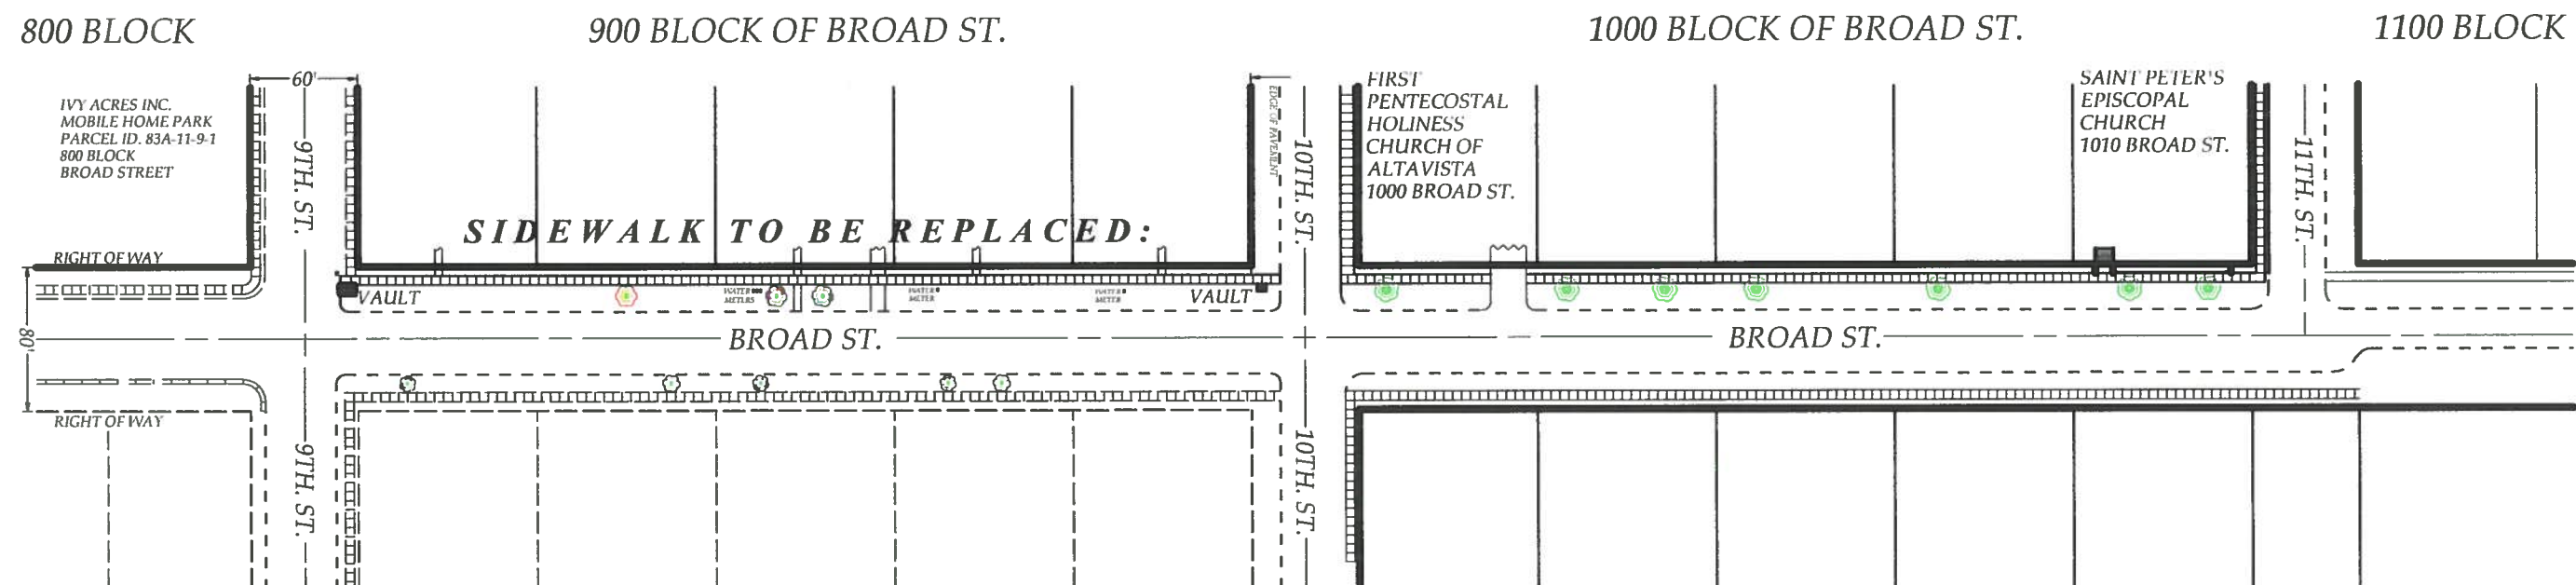 800 BLOCK
900 BLOCK OF BROAD ST.
1000 BLOCK OF BROAD ST.
1100 BLOCK
60'
IVY ACRES INC.
MOBILE HOME PARK
PARCEL ID. 83A-11-9-1
800 BLOCK
BROAD STREET
9TH. ST.
EDGE OF PAVEMENT
10TH. ST.
FIRST
PENTECOSTAL
HOLINESS
CHURCH OF
ALTAVISTA
1000 BROAD ST.
SAINT PETER'S
EPISCOPAL
CHURCH
1010 BROAD ST.
11TH. ST.
SIDEWALK TO BE REPLACED:
RIGHT OF WAY
VAULT
WATER
METERS
WATER
METER
WATER
METER
VAULT
80'
BROAD ST.
BROAD ST.
RIGHT OF WAY
9TH. ST.
10TH. ST.